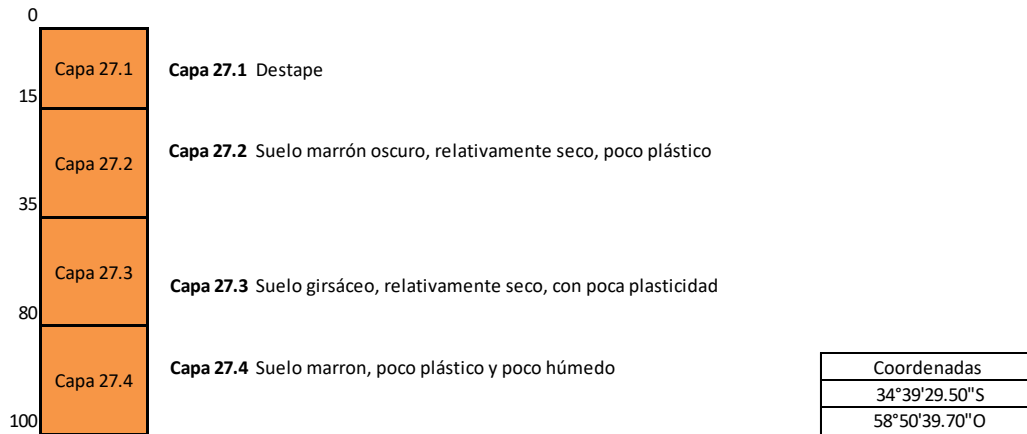 0
Capa 27.1
Capa 27.1 Destape
15
Capa 27.2 Suelo marrón oscuro, relativamente seco, poco plástico
Capa 27.2
35
Capa 27.3
Capa 27.3 Suelo girsáceo, relativamente seco, con poca plasticidad
80
Capa 27.4 Suelo marron, poco plástico y poco húmedo
Capa 27.4
Coordenadas
34°39'29.50"S
58°50'39.70"O
100